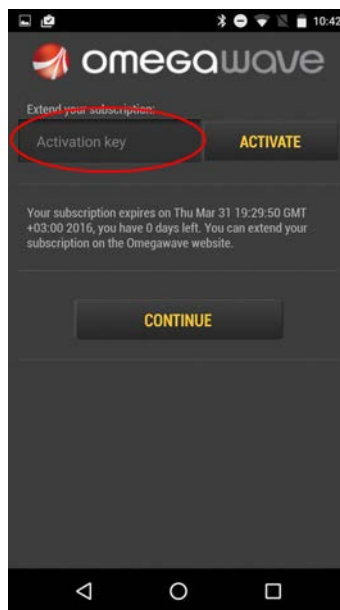 10:42
omegawave
Extend your subscription:
Activation key
ACTIVATE
Your subscription expires on Thu Mar 31 19:29:50 GMT
+03:00 2016, you have 0 days left. You can extend your
subscription on the Omegawave website.
CONTINUE